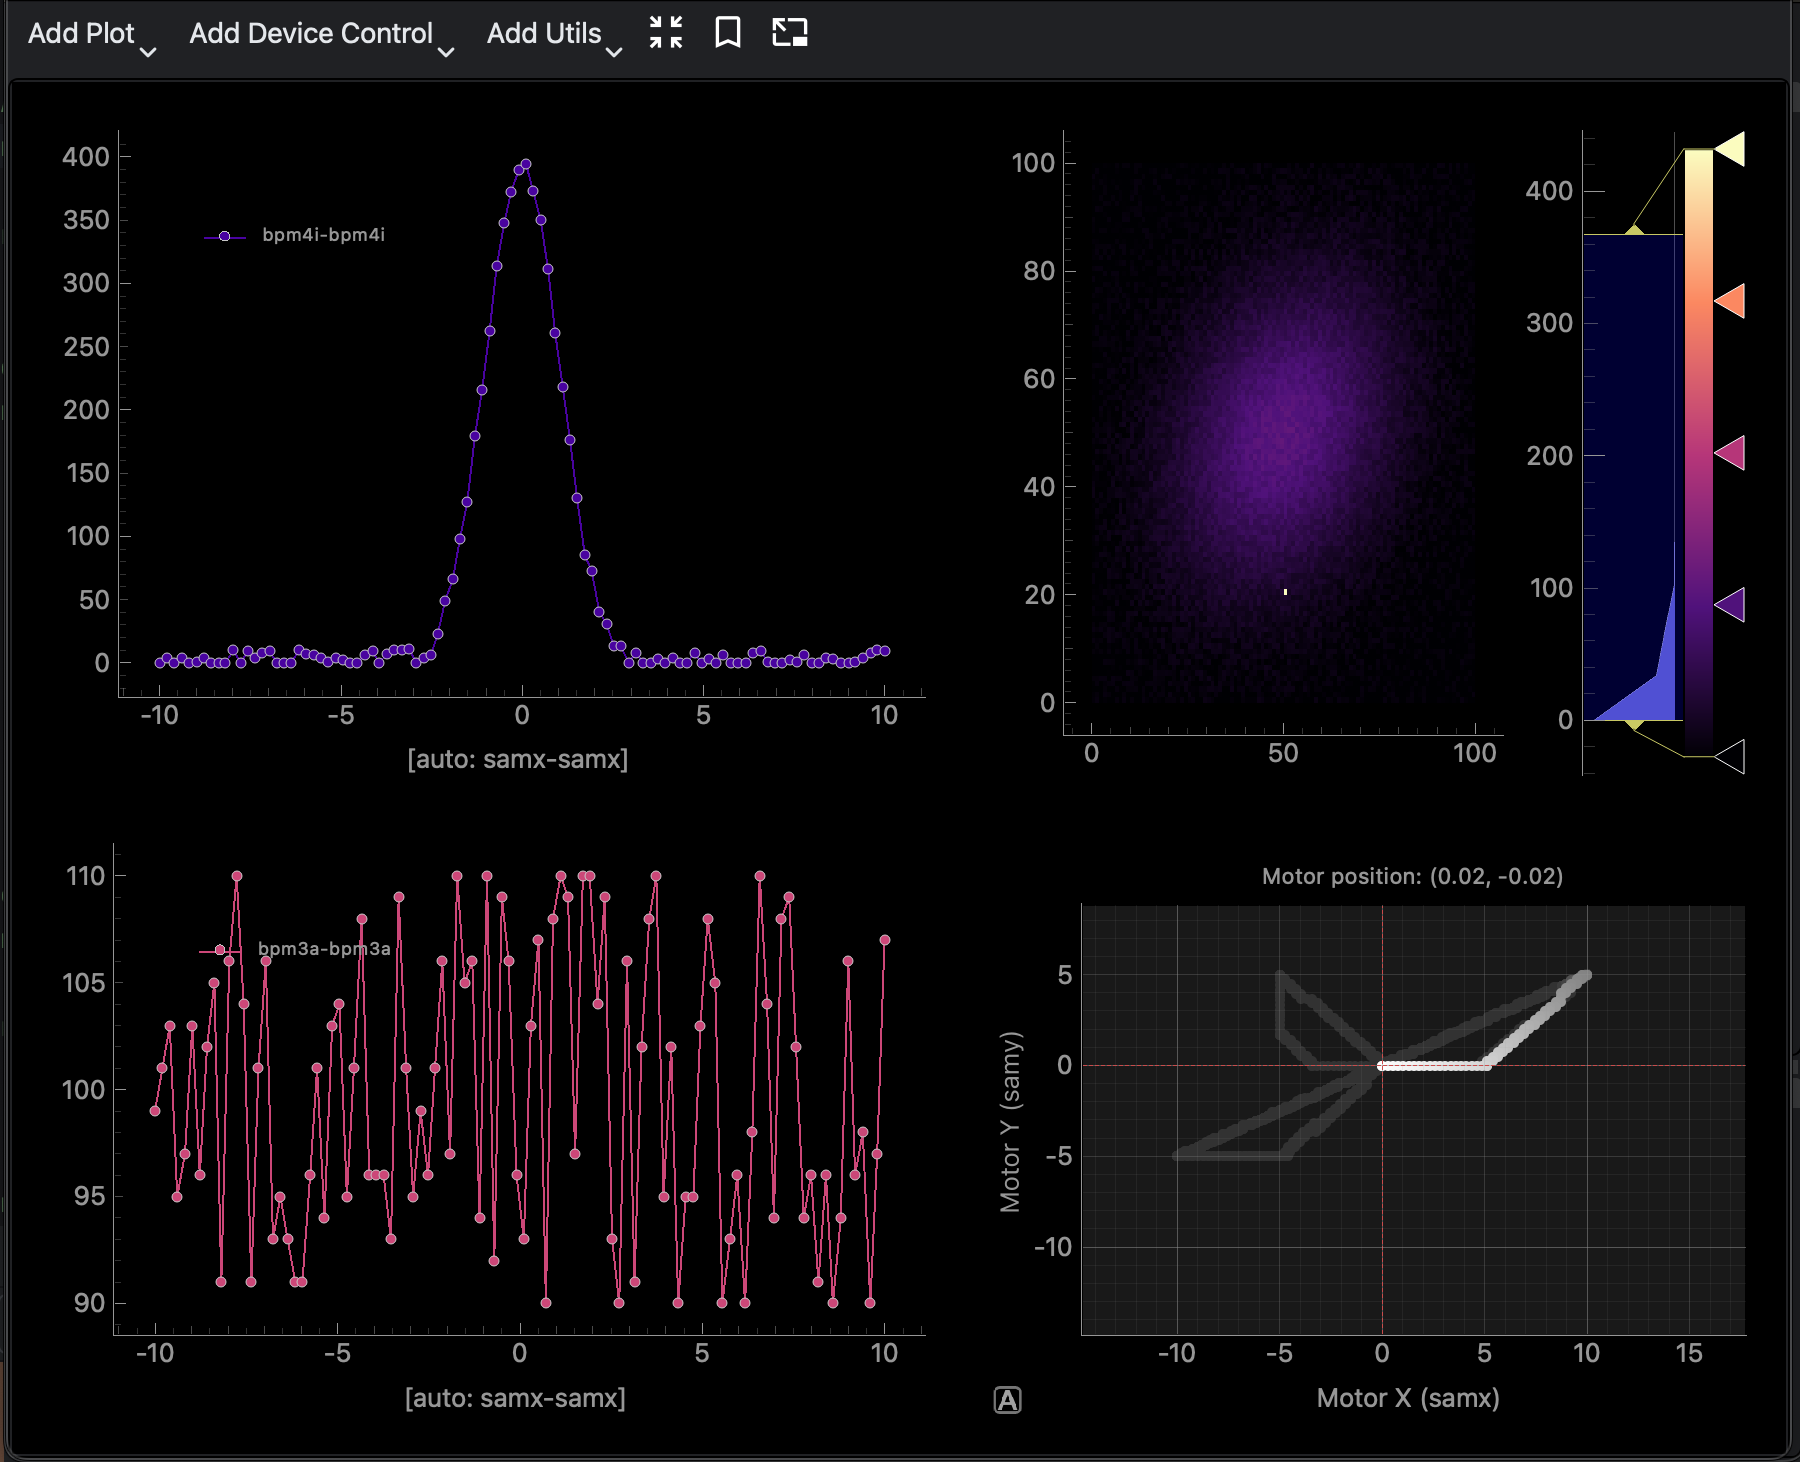 Add Plot Add Device Control Add Utils
400
350
300
250
200
150
100
50
0
-10 -5 0 5 10
[auto: samx-samx]
bpm4i-bpm4i
100
80
60
40
20
0
0 50 100
400
300
200
100
0
110
105
100
95
90
-10 -5 0 5 10
[auto: samx-samx]
bpm3a-bpm3a
A
Motor position: (0.02, -0.02)
Motor Y (samy)
5
0
-5
-10
-10 -5 0 5 10 15
Motor X (samx)